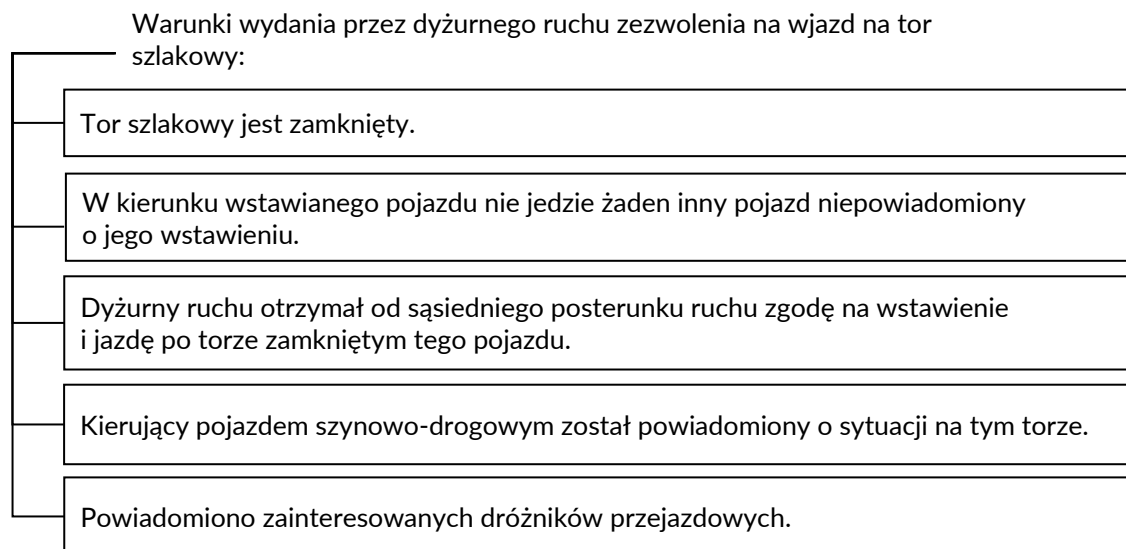 Warunki wydania przez dyżurnego ruchu zezwolenia na wjazd na tor
szlakowy:
Tor szlakowy jest zamknięty.
W kierunku wstawianego pojazdu nie jedzie żaden inny pojazd niepowiadomiony
o jego wstawieniu.
Dyżurny ruchu otrzymał od sąsiedniego posterunku ruchu zgodę na wstawienie
i jazdę po torze zamkniętym tego pojazdu.
Kierujący pojazdem szynowo-drogowym został powiadomiony o sytuacji na tym torze.
Powiadomiono zainteresowanych dróżników przejazdowych.